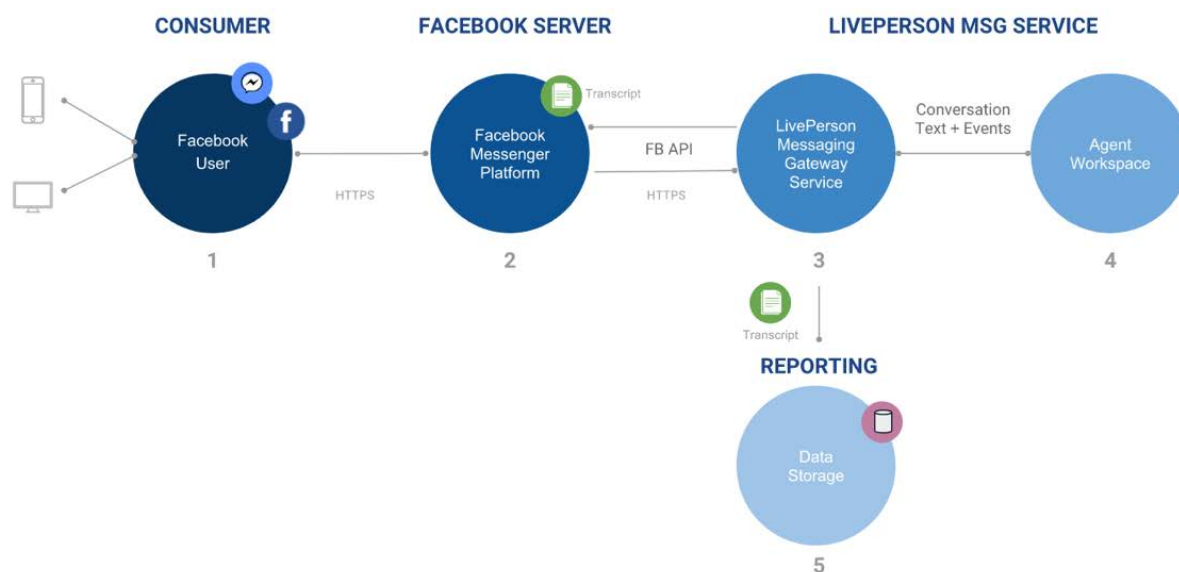 CONSUMER
FACEBOOK SERVER
LIVEPERSON MSG SERVICE
Facebook
User
Facebook
Messenger
Platform
Transcript
LivePerson
Messaging
Gateway
Service
Conversation
Text + Events
Agent
Workspace
FB API
HTTPS
HTTPS
1
2
3
4
Transcript
REPORTING
Data
Storage
5